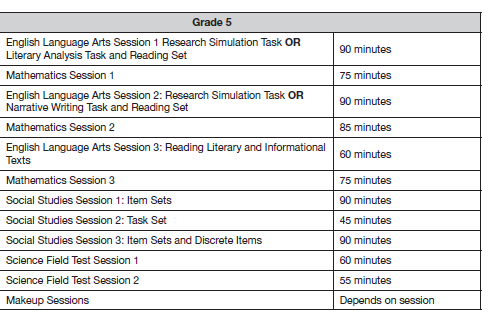 Grade 5
English Language Arts Session 1 Research Simulation Task OR
Literary Analysis Task and Reading Set
90 minutes
Mathematics Session 1
75 minutes
English Language Arts Session 2: Research Simulation Task OR
Narrative Writing Task and Reading Set
90 minutes
Mathematics Session 2
85 minutes
English Language Arts Session 3: Reading Literary and Informational
Texts
60 minutes
Mathematics Session 3
75 minutes
Social Studies Session 1: Item Sets
90 minutes
Social Studies Session 2: Task Set
45 minutes
Social Studies Session 3: Item Sets and Discrete Items
90 minutes
Science Field Test Session 1
60 minutes
Science Field Test Session 2
55 minutes
Makeup Sessions
Depends on session